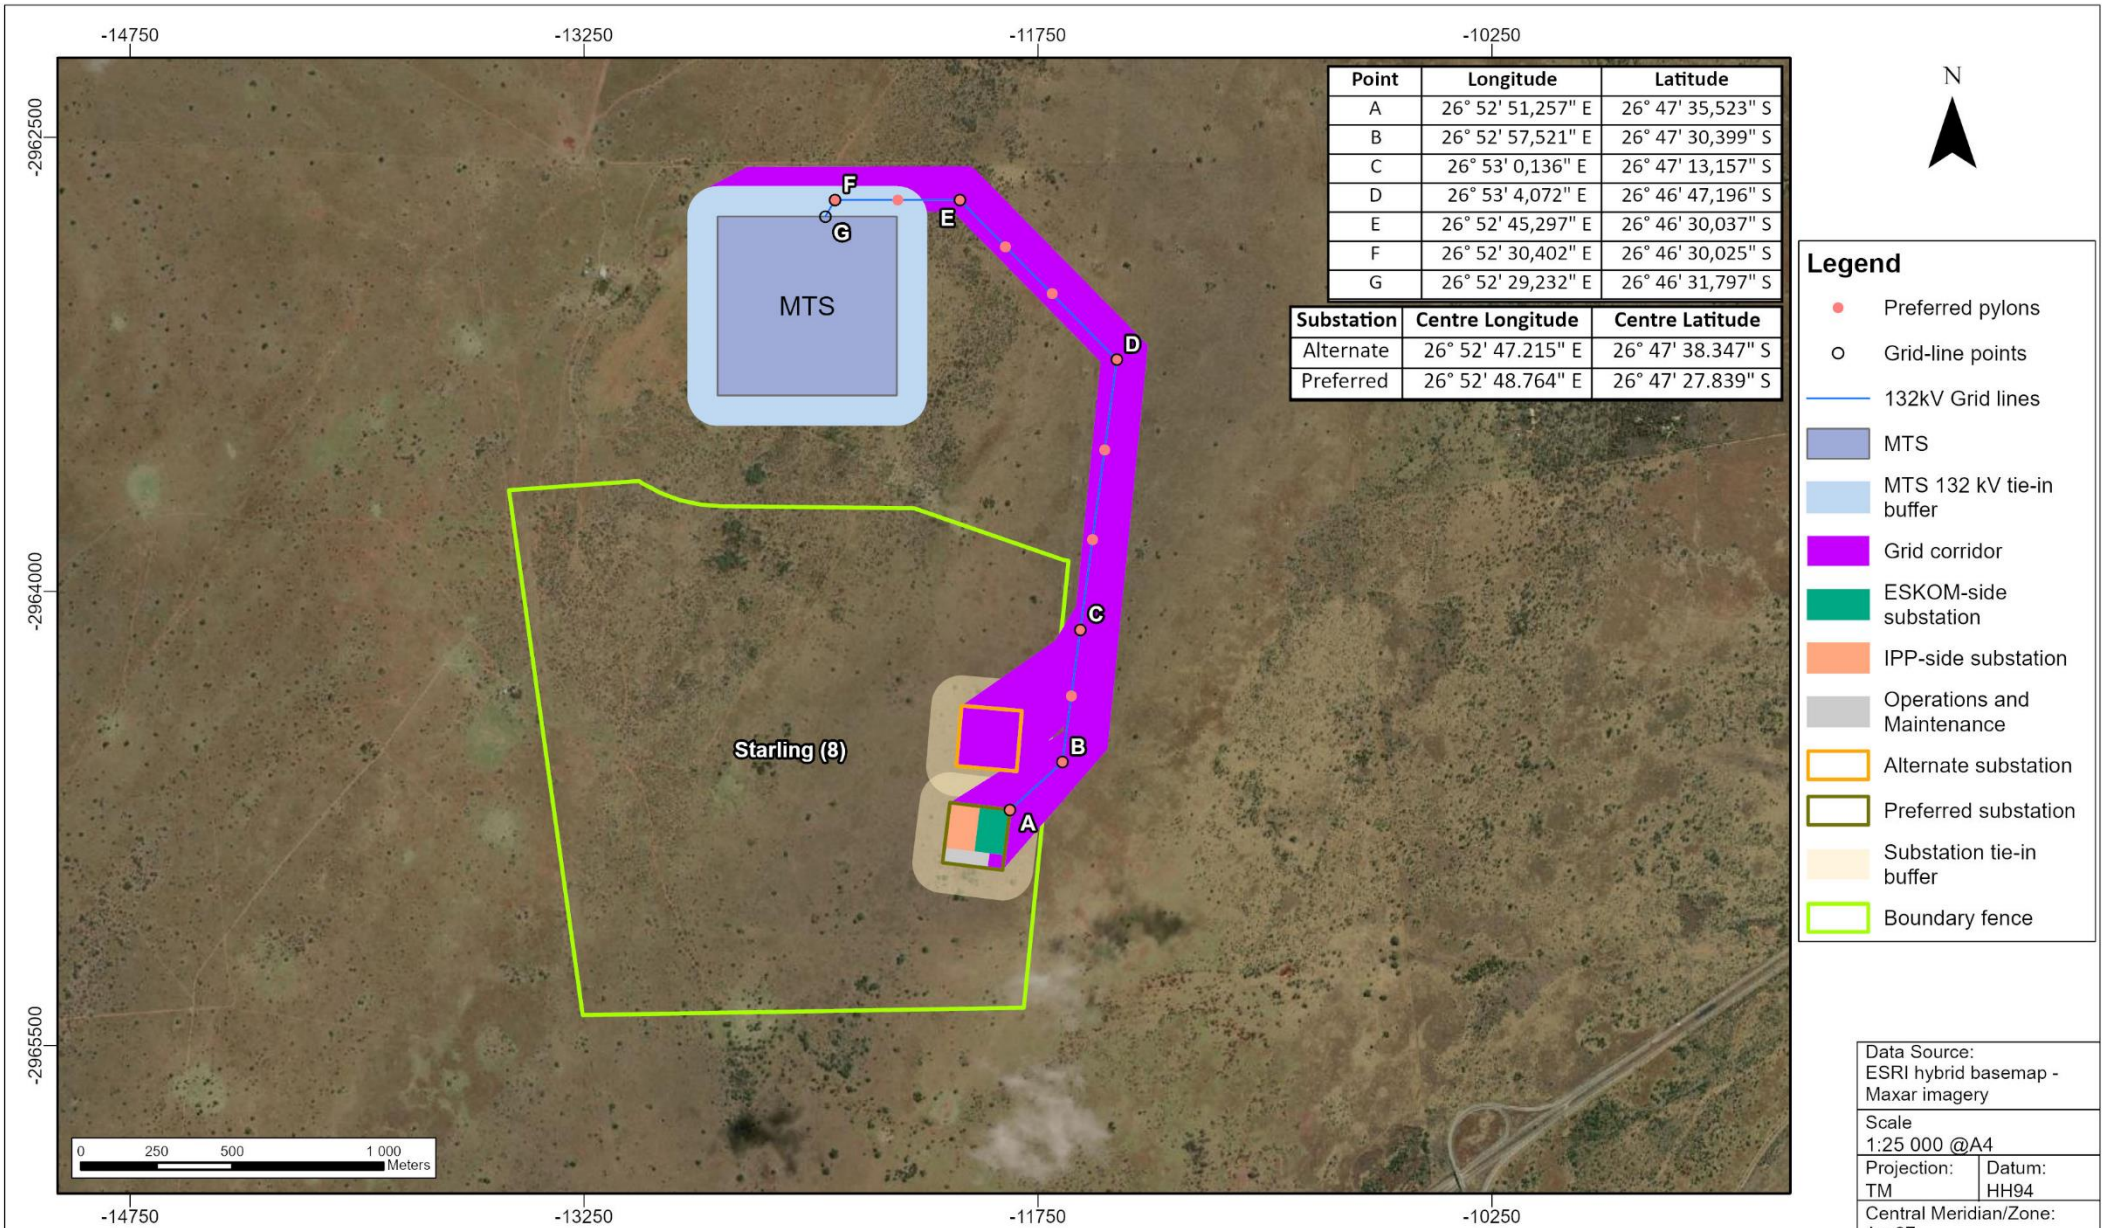 -14750 -13250 -11750 -10250
-2962500
-2964000
-2965500
Point Longitude Latitude
A 26° 52' 51,257" E 26° 47' 35,523" S
B 26° 52' 57,521" E 26° 47' 30,399" S
C 26° 53' 0,136" E 26° 47' 13,157" S
D 26° 53' 4,072" E 26° 46' 47,196" S
E 26° 52' 45,297" E 26° 46' 30,037" S
F 26° 52' 30,402" E 26° 46' 30,025" S
G 26° 52' 29,232" E 26° 46' 31,797" S
Substation Centre Longitude Centre Latitude
Alternate 26° 52' 47.215" E 26° 47' 38.347" S
Preferred 26° 52' 48.764" E 26° 47' 27.839" S
F
E
G
MTS
D
C
B
Starling (8)
A
0 250 500 1 000
Meters
-14750 -13250 -11750 -10250
N
Legend
Preferred pylons
Grid-line points
132kV Grid lines
MTS
MTS 132 kV tie-in
buffer
Grid corridor
ESKOM-side
substation
IPP-side substation
Operations and
Maintenance
Alternate substation
Preferred substation
Substation tie-in
buffer
Boundary fence
Data Source:
ESRI hybrid basemap -
Maxar imagery
Scale
1:25 000 @A4
Projection: Datum:
TM HH94
Central Meridian/Zone: